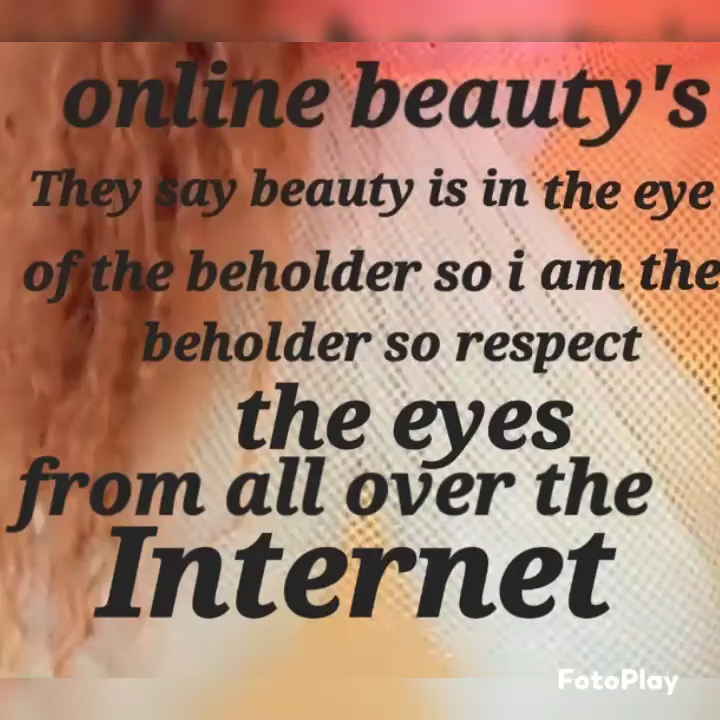 online beauty's
They say beauty is in the eye
of the beholder so i am the
beholder so respect
the eyes
from all over the
Internet
FotoPlay